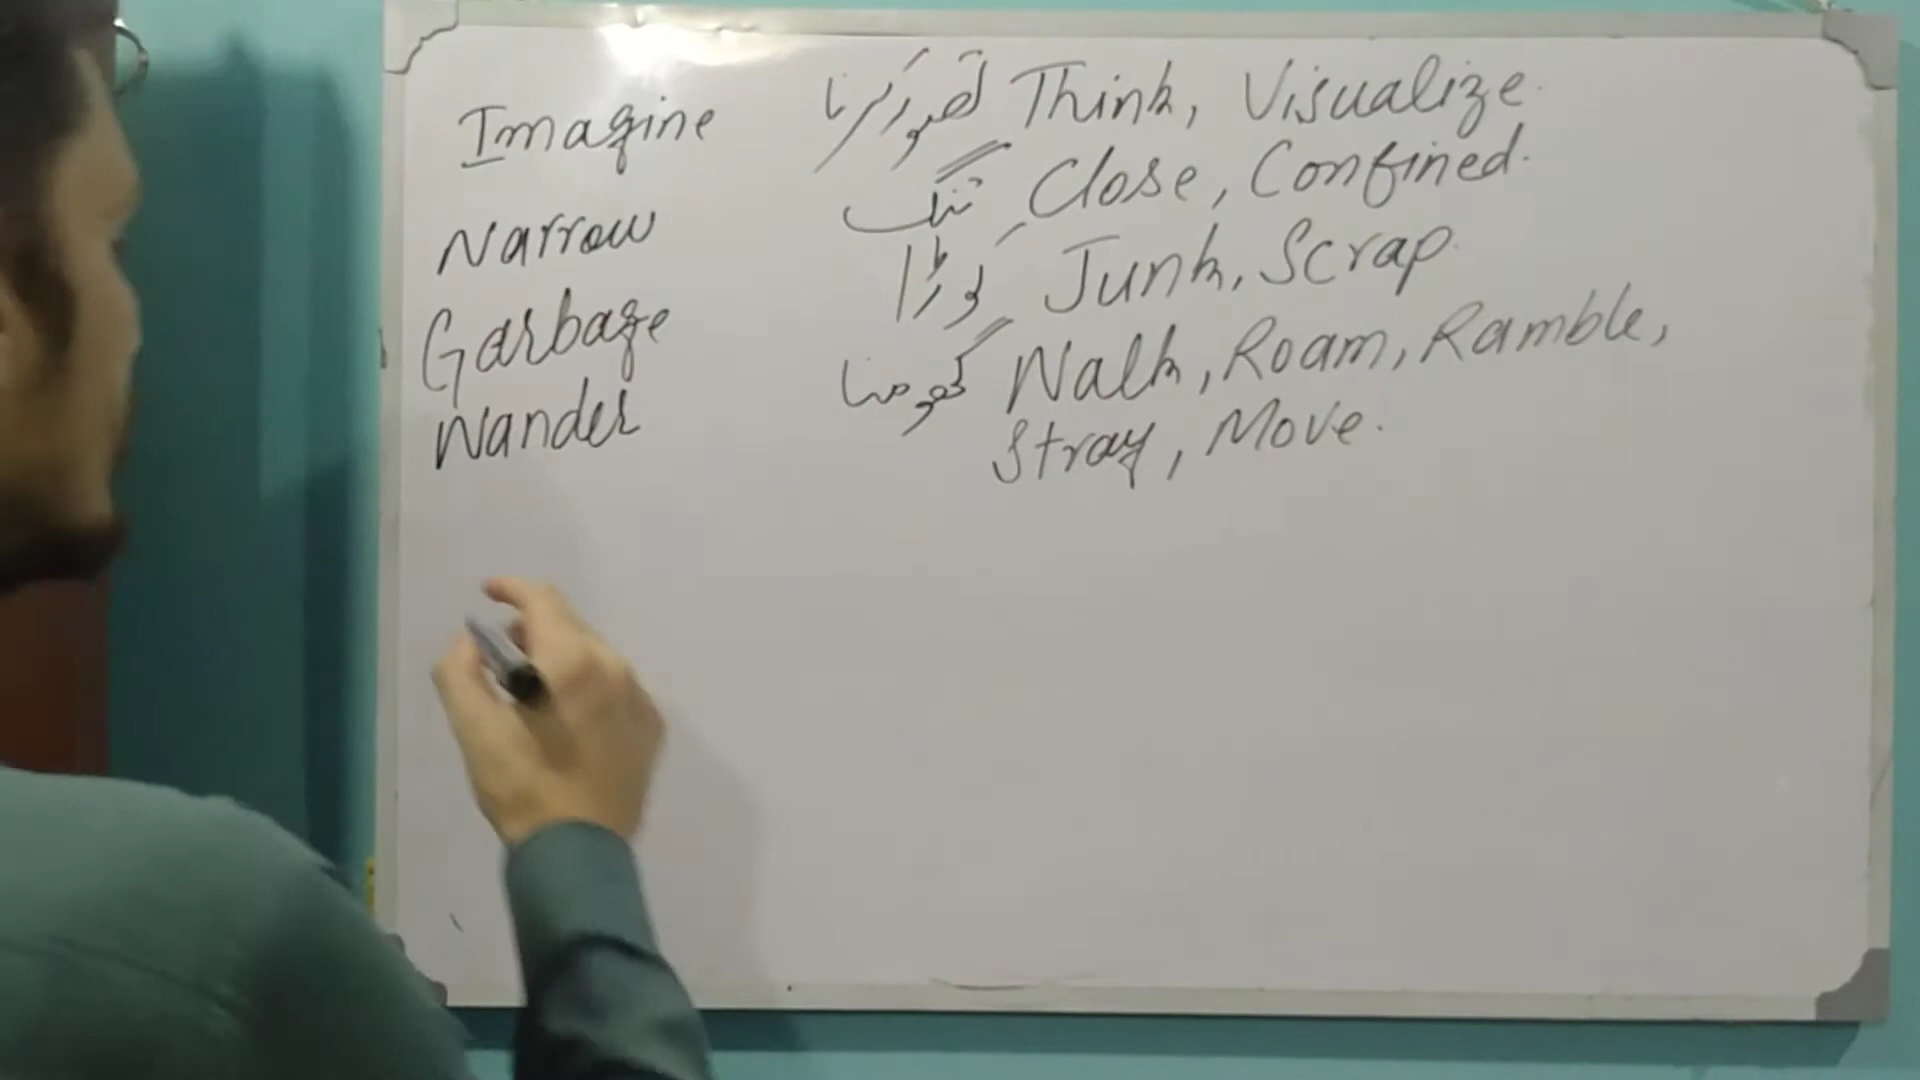 Imagine تصور کرنا Think, Visualize.
Narrow تنگ Close, Confined.
Garbage کوڑا Junk, Scrap.
Wander گھومنا Walk, Roam, Ramble,
Stray, Move.